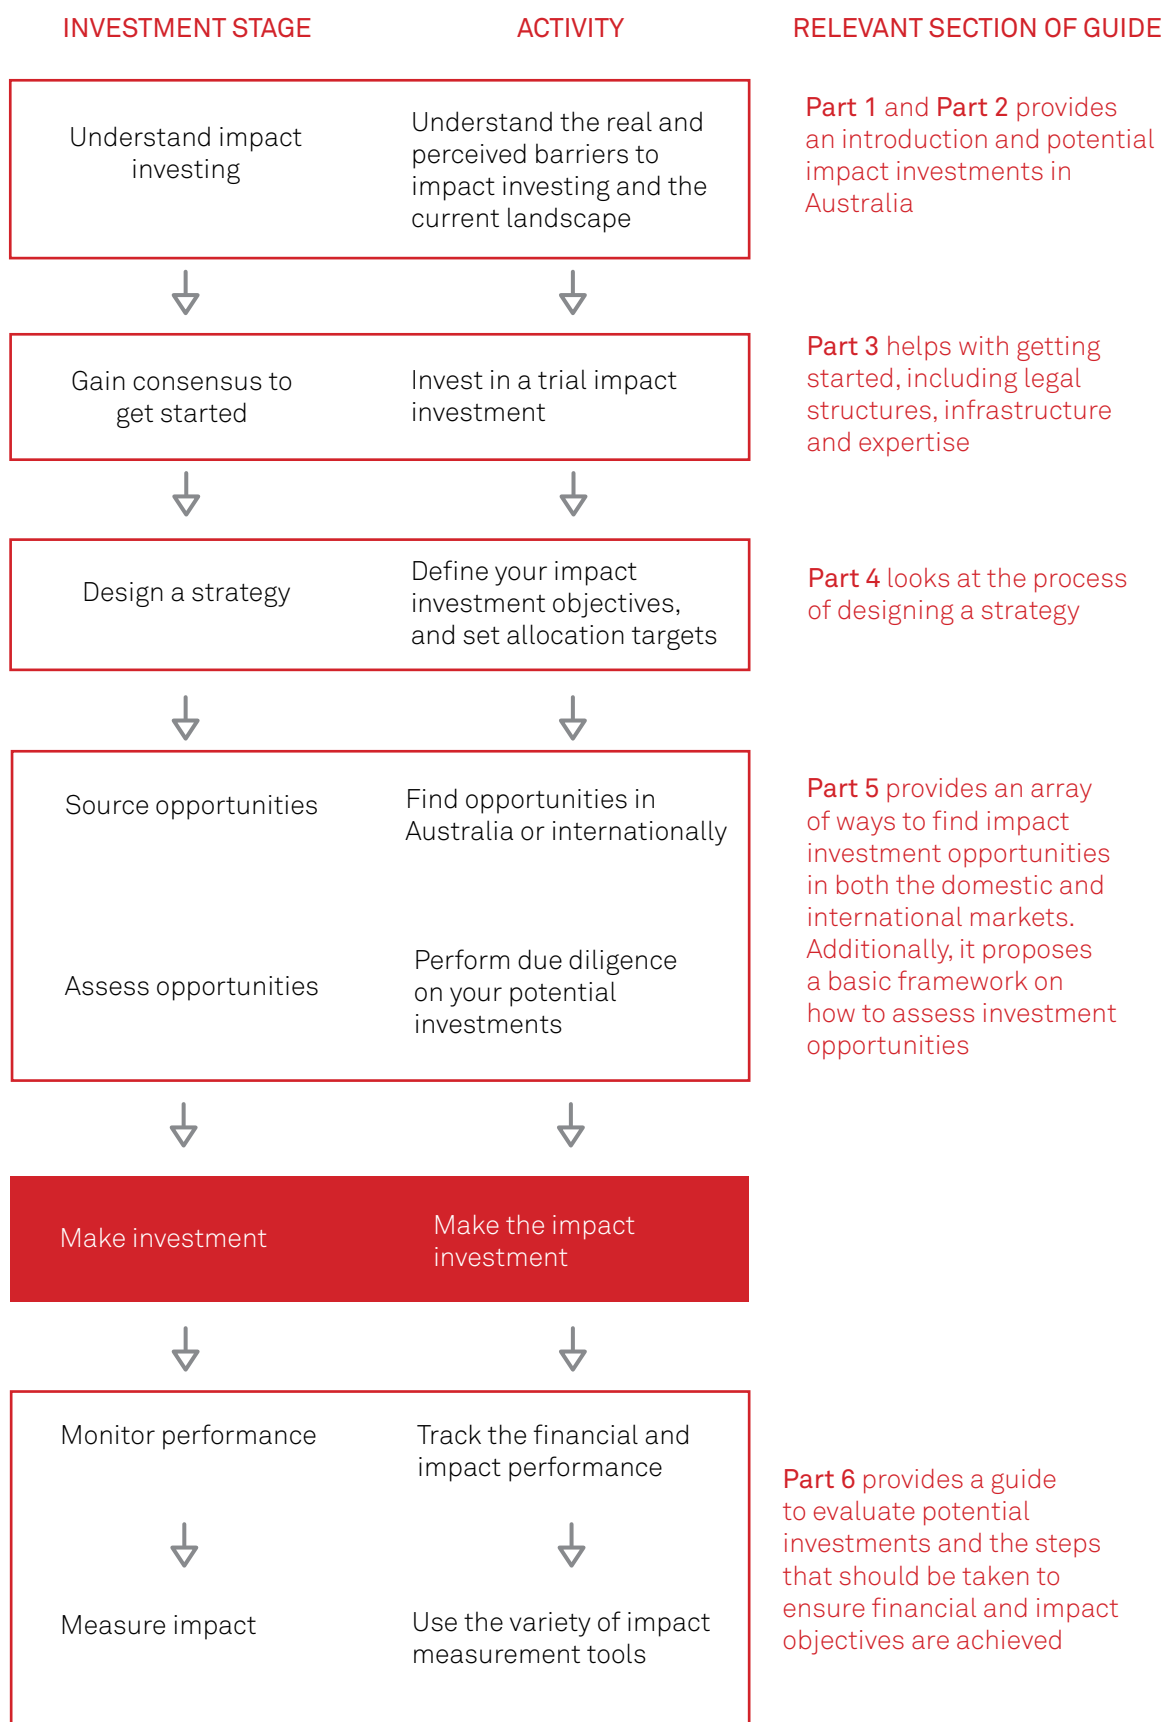 INVESTMENT STAGE
ACTIVITY
RELEVANT SECTION OF GUIDE
Understand impact
investing
Understand the real and
perceived barriers to
impact investing and the
current landscape
Part 1 and Part 2 provides
an introduction and potential
impact investments in
Australia
Gain consensus to
get started
Invest in a trial impact
investment
Part 3 helps with getting
started, including legal
structures, infrastructure
and expertise
Design a strategy
Define your impact
investment objectives,
and set allocation targets
Part 4 looks at the process
of designing a strategy
Source opportunities
Find opportunities in
Australia or internationally
Assess opportunities
Perform due diligence
on your potential
investments
Part 5 provides an array
of ways to find impact
investment opportunities
in both the domestic and
international markets.
Additionally, it proposes
a basic framework on
how to assess investment
opportunities
Make investment
Make the impact
investment
Monitor performance
Track the financial and
impact performance
Measure impact
Use the variety of impact
measurement tools
Part 6 provides a guide
to evaluate potential
investments and the steps
that should be taken to
ensure financial and impact
objectives are achieved